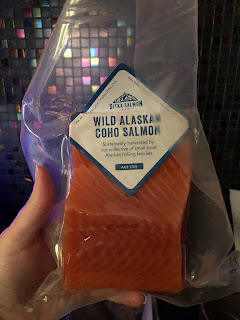 SITKA SALMON
WILD ALASKAN
COHO SALMON
Sustainably harvested by
our collective of small-boat
Alaskan fishing families